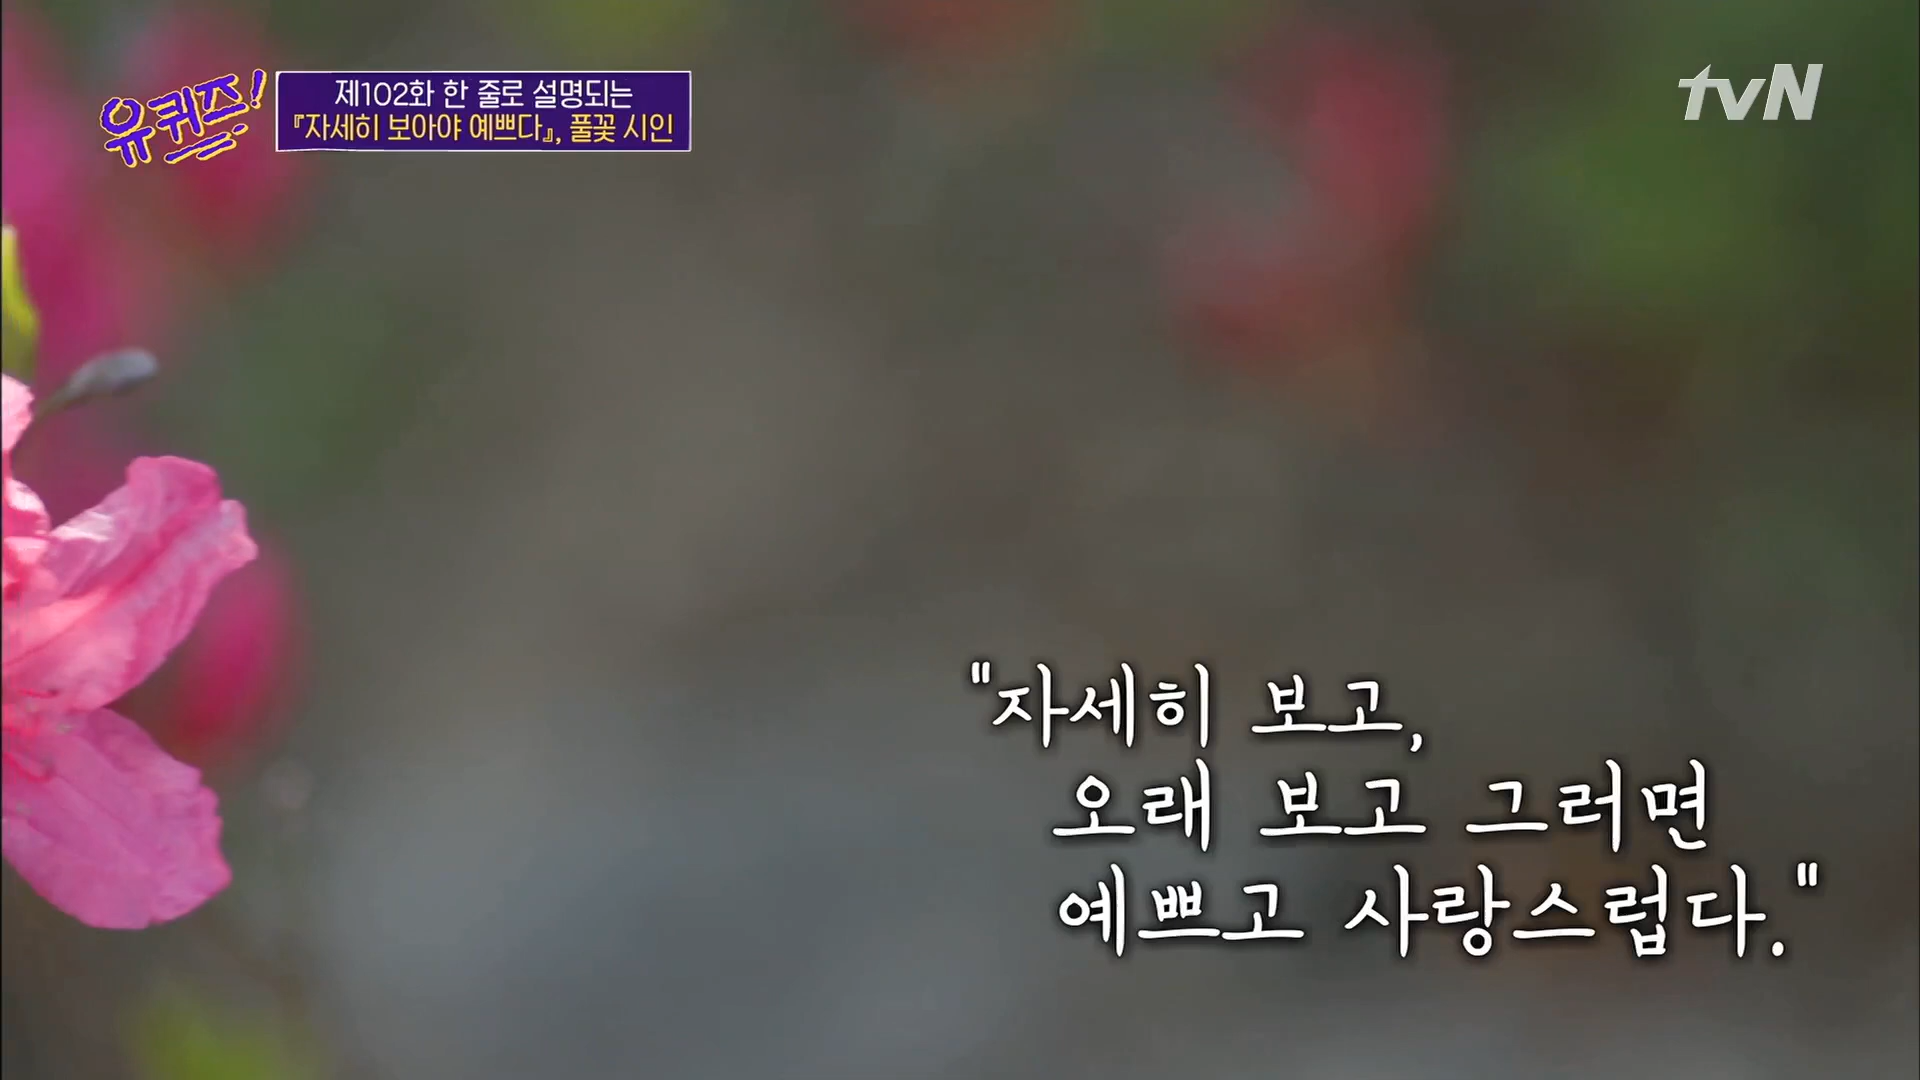 유퀴즈!
제102화 한 줄로 설명되는
『자세히 보아야 예쁘다』, 풀꽃 시인
tvN
"자세히 보고,
오래 보고 그러면
예쁘고 사랑스럽다."